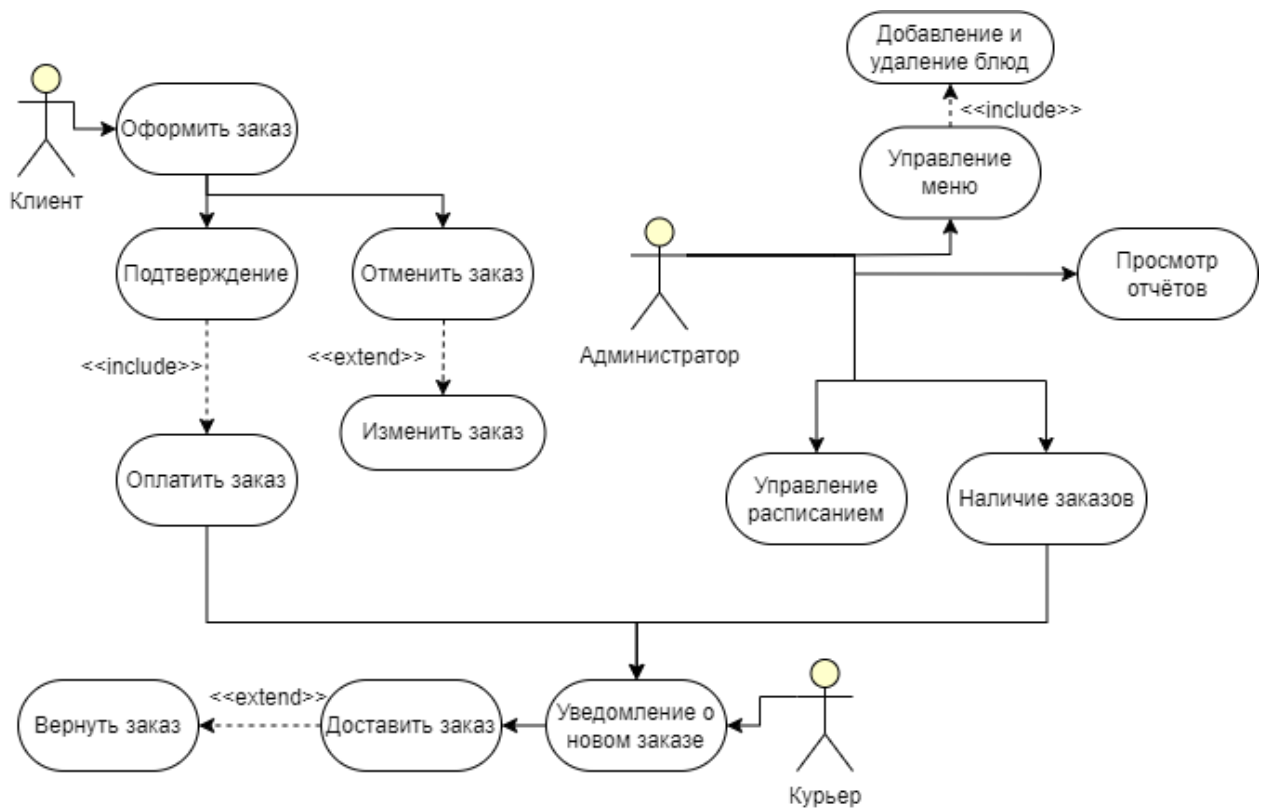 Добавление и
удаление блюд
<<include>>
Оформить заказ
Управление
меню
Клиент
Подтверждение
Отменить заказ
Просмотр
отчётов
<<include>>
<<extend>>
Администратор
Изменить заказ
Оплатить заказ
Управление
расписанием
Наличие заказов
<<extend>>
Вернуть заказ
Доставить заказ
Уведомление о
новом заказе
Курьер